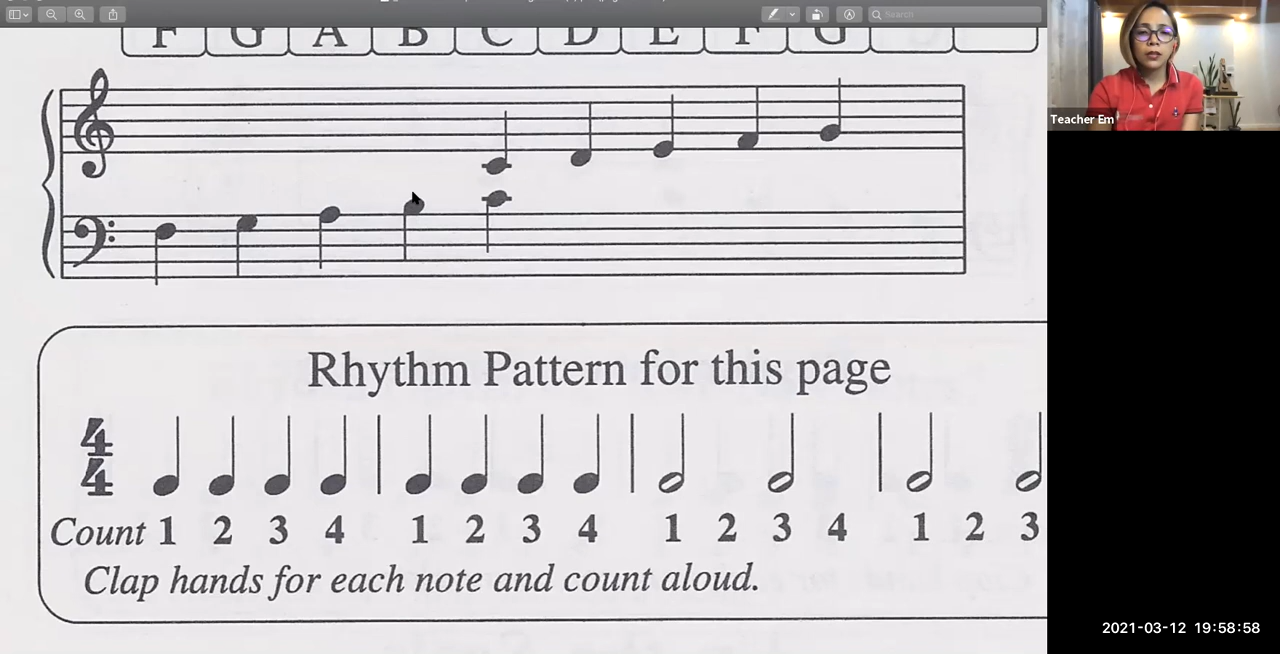 Search
F G A B C D E F G
Teacher Em
Rhythm Pattern for this page
4
4
Count 1 2 3 4 1 2 3 4 1 2 3 4 1 2 3
Clap hands for each note and count aloud.
2021-03-12 19:58:58